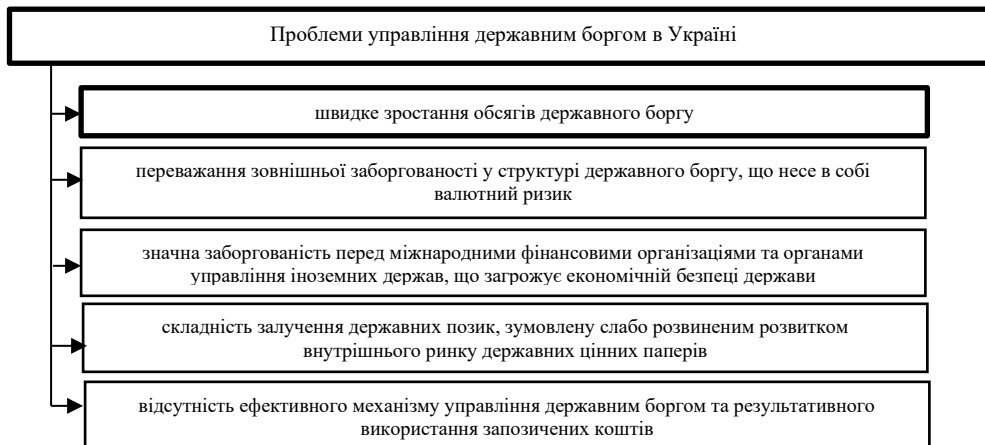 Проблеми управління державним боргом в Україні
швидке зростання обсягів державного боргу
переважання зовнішньої заборгованості у структурі державного боргу, що несе в собі
валютний ризик
значна заборгованість перед міжнародними фінансовими організаціями та органами
управління іноземних держав, що загрожує економічній безпеці держави
складність залучення державних позик, зумовлену слабо розвиненим розвитком
внутрішнього ринку державних цінних паперів
відсутність ефективного механізму управління державним боргом та результативного
використання запозичених коштів